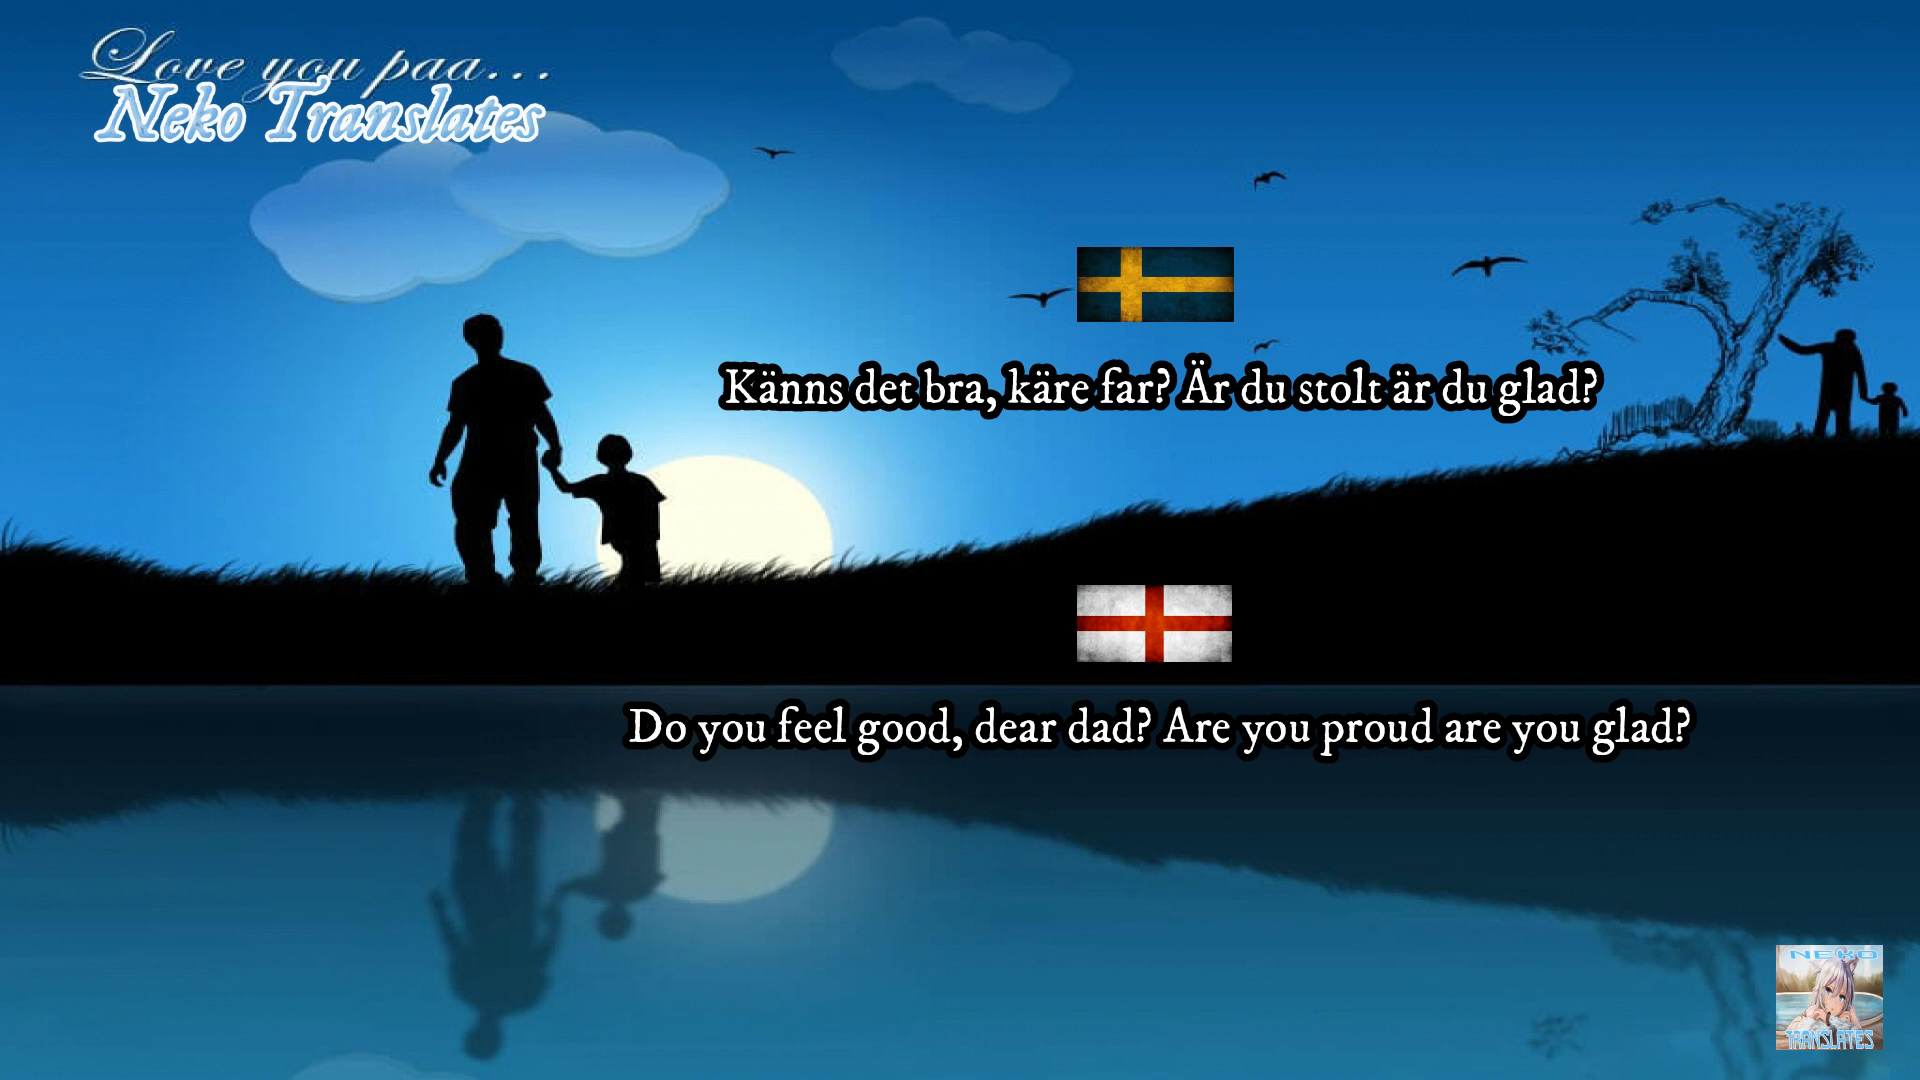 Love you paa...
Neko Translates
Känns det bra, käre far? Är du stolt är du glad?
Do you feel good, dear dad? Are you proud are you glad?
NEKO
TRANSLATES